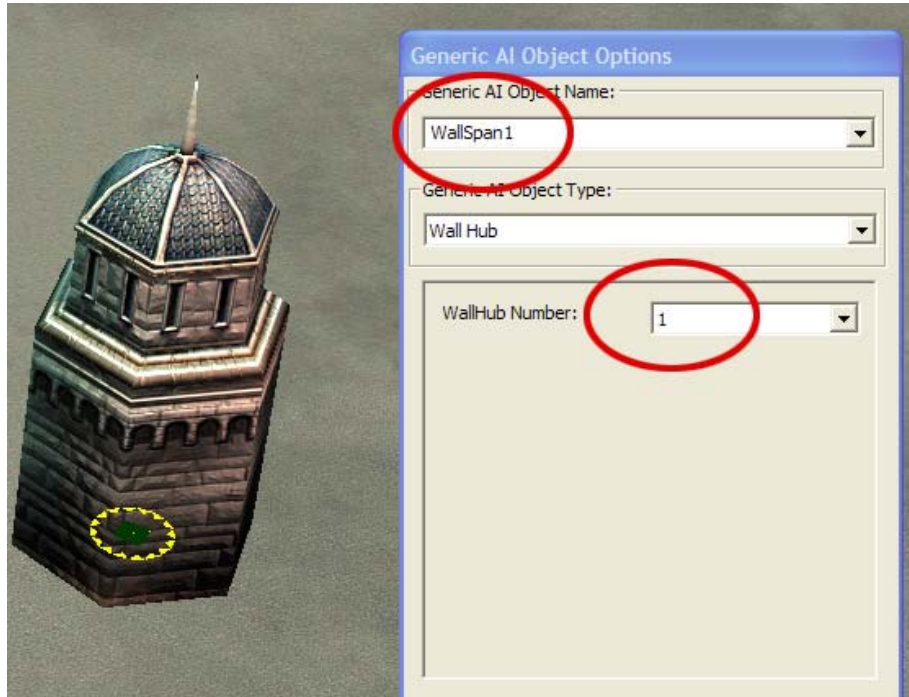 Generic AI Object Options
Generic AI Object Name:
WallSpan1
Generic AI Object Type:
Wall Hub
WallHub Number:
1